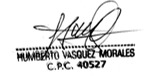 HUMBERTO VASQUEZ MORALES
C.P.C. 40527